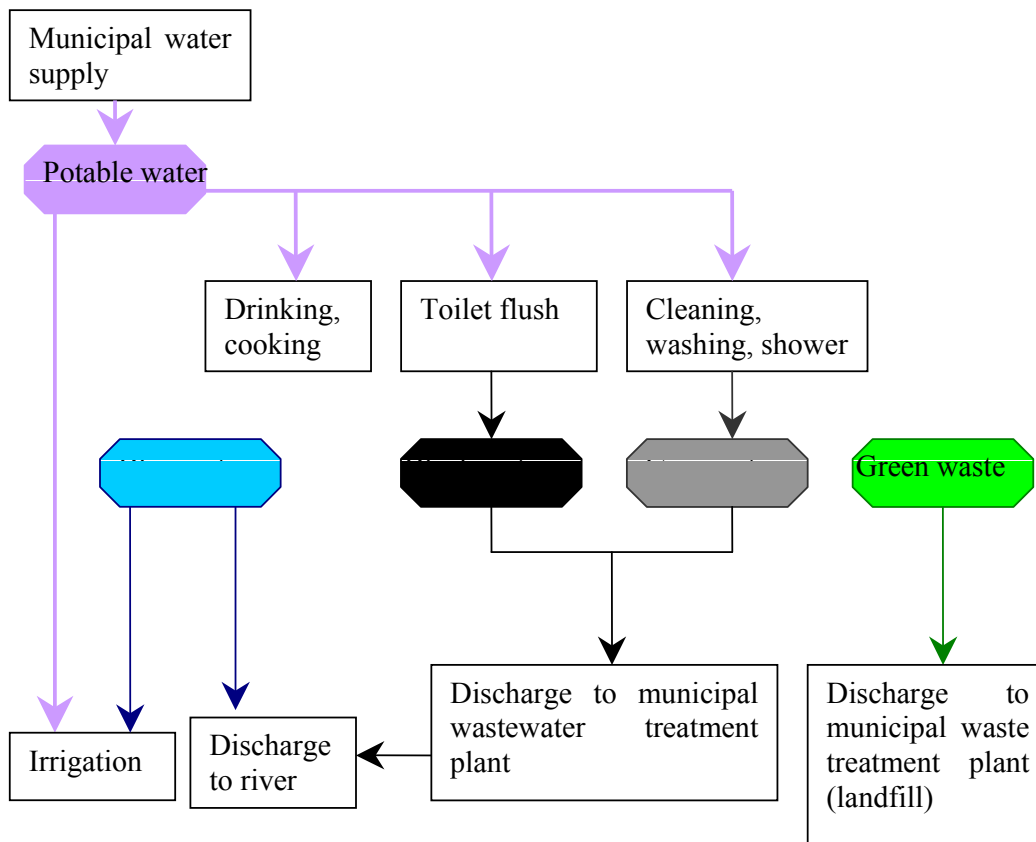 Municipal water
supply
Potable water
Drinking,
cooking
Toilet flush
Cleaning,
washing, shower
Green waste
Irrigation
Discharge
to river
Discharge to municipal
wastewater treatment
plant
Discharge to
municipal waste
treatment plant
(landfill)